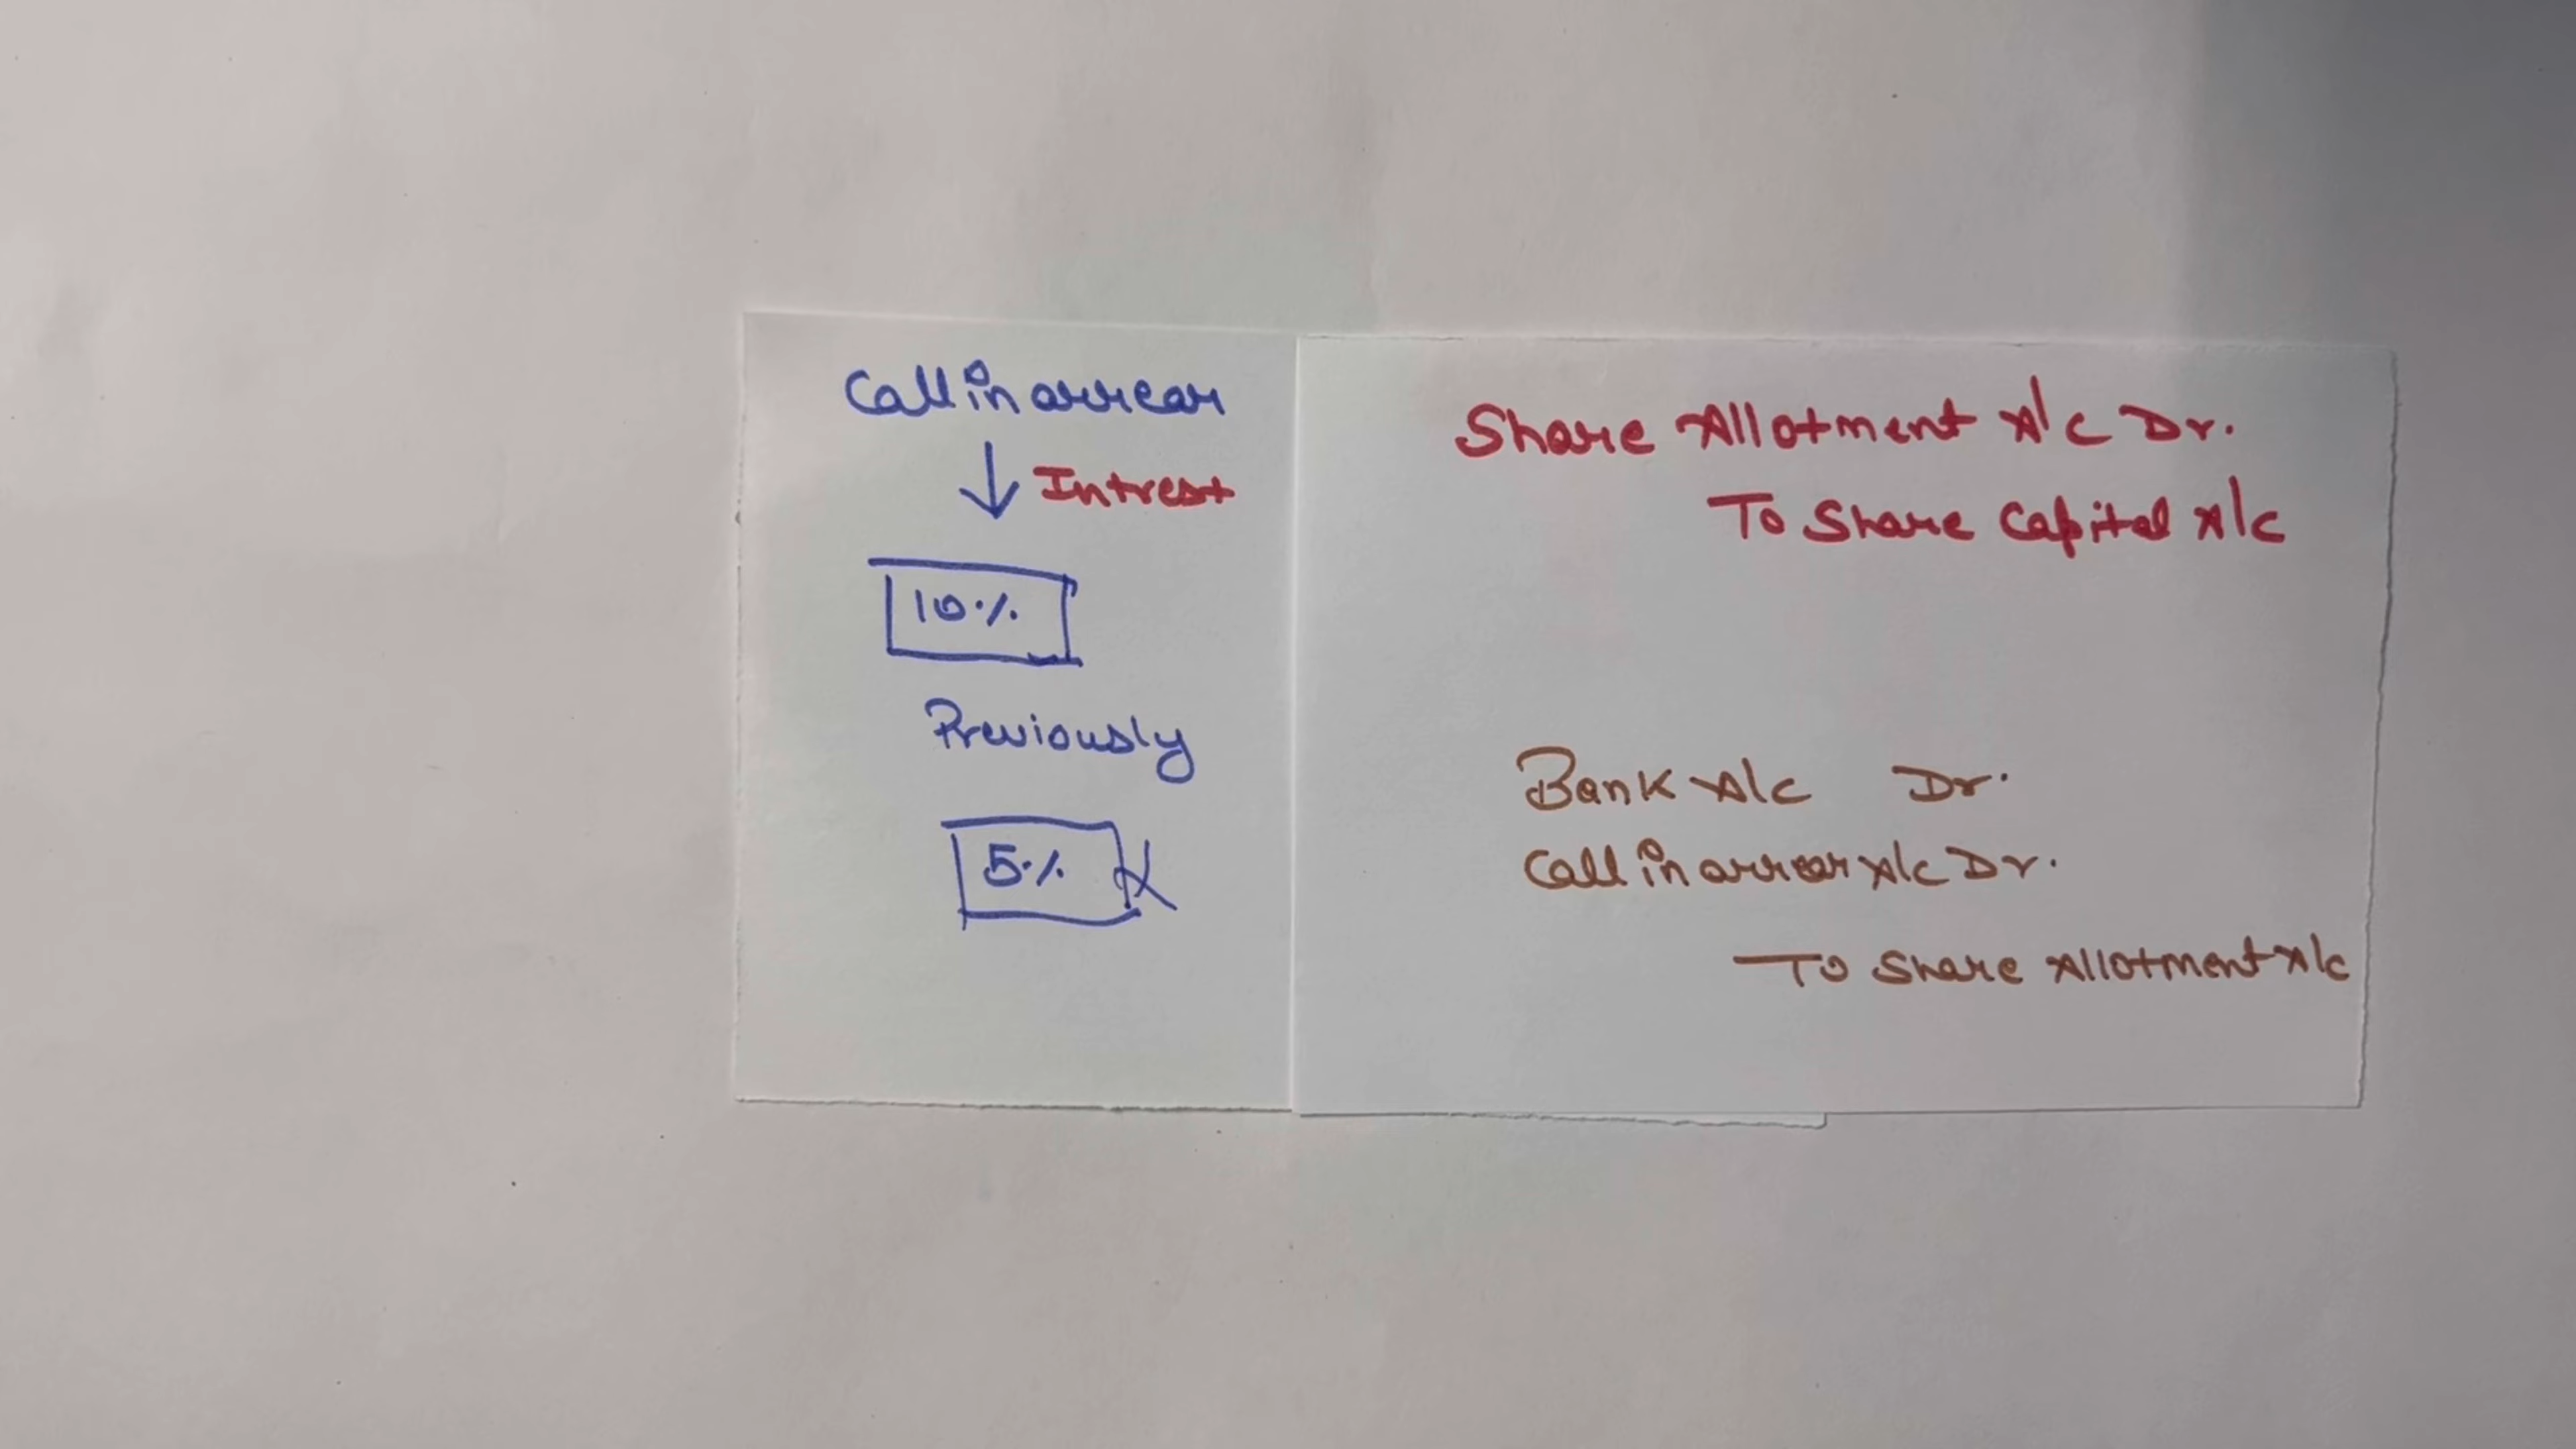 Call in arrear
Intrest
10%
Previously
5% X
Share Allotment A/c Dr.
To Share Capital A/c
Bank A/c Dr.
Call in arrear A/c Dr.
To Share Allotment A/c